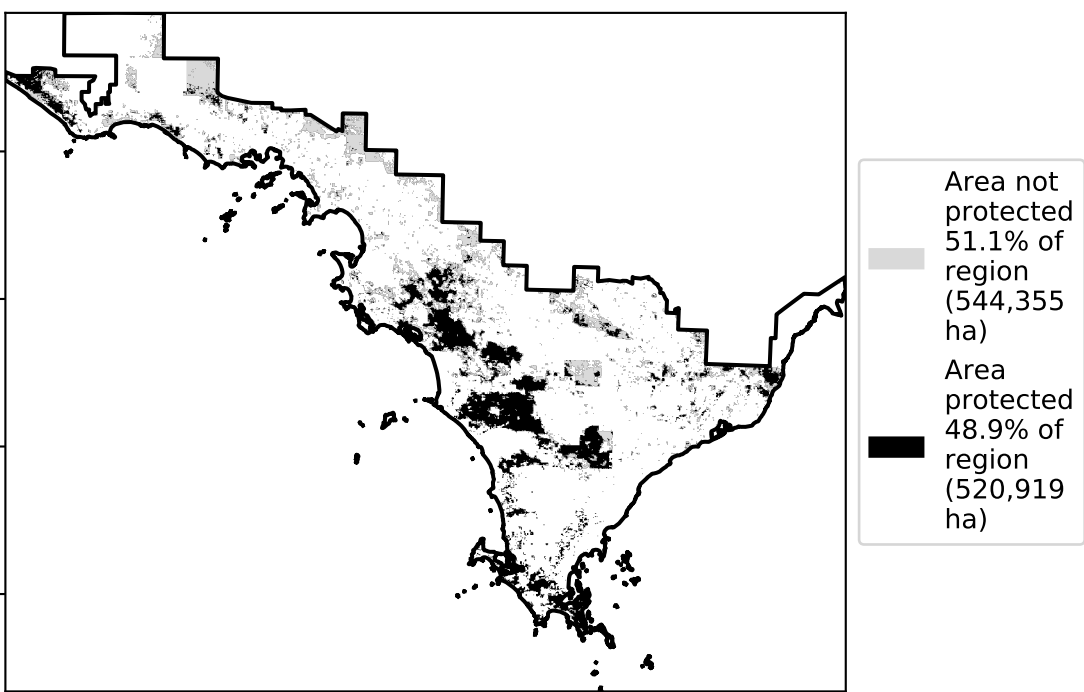 Area not
protected
51.1% of
region
(544,355
ha)
Area
protected
48.9% of
region
(520,919
ha)